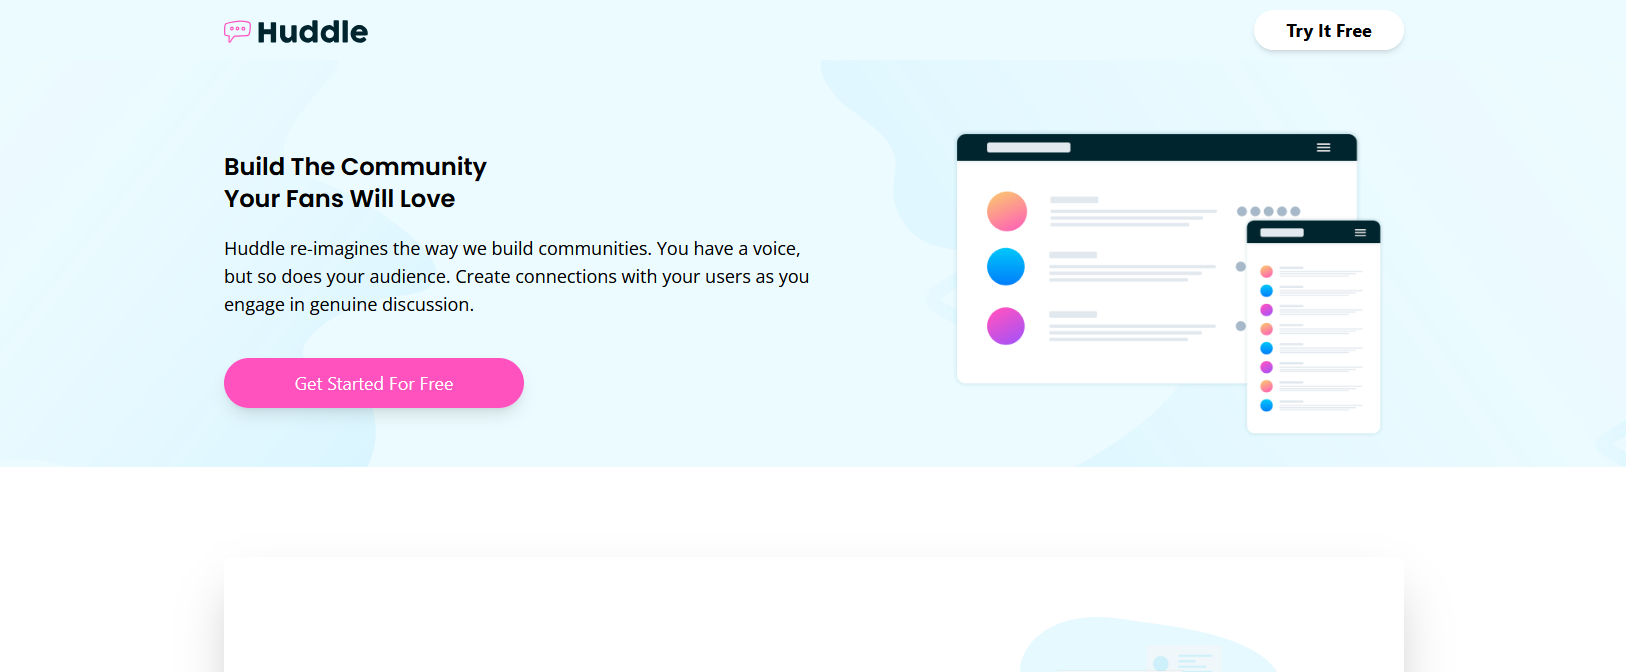 Huddle
Try It Free
Build The Community
Your Fans Will Love
Huddle re-imagines the way we build communities. You have a voice,
but so does your audience. Create connections with your users as you
engage in genuine discussion.
Get Started For Free